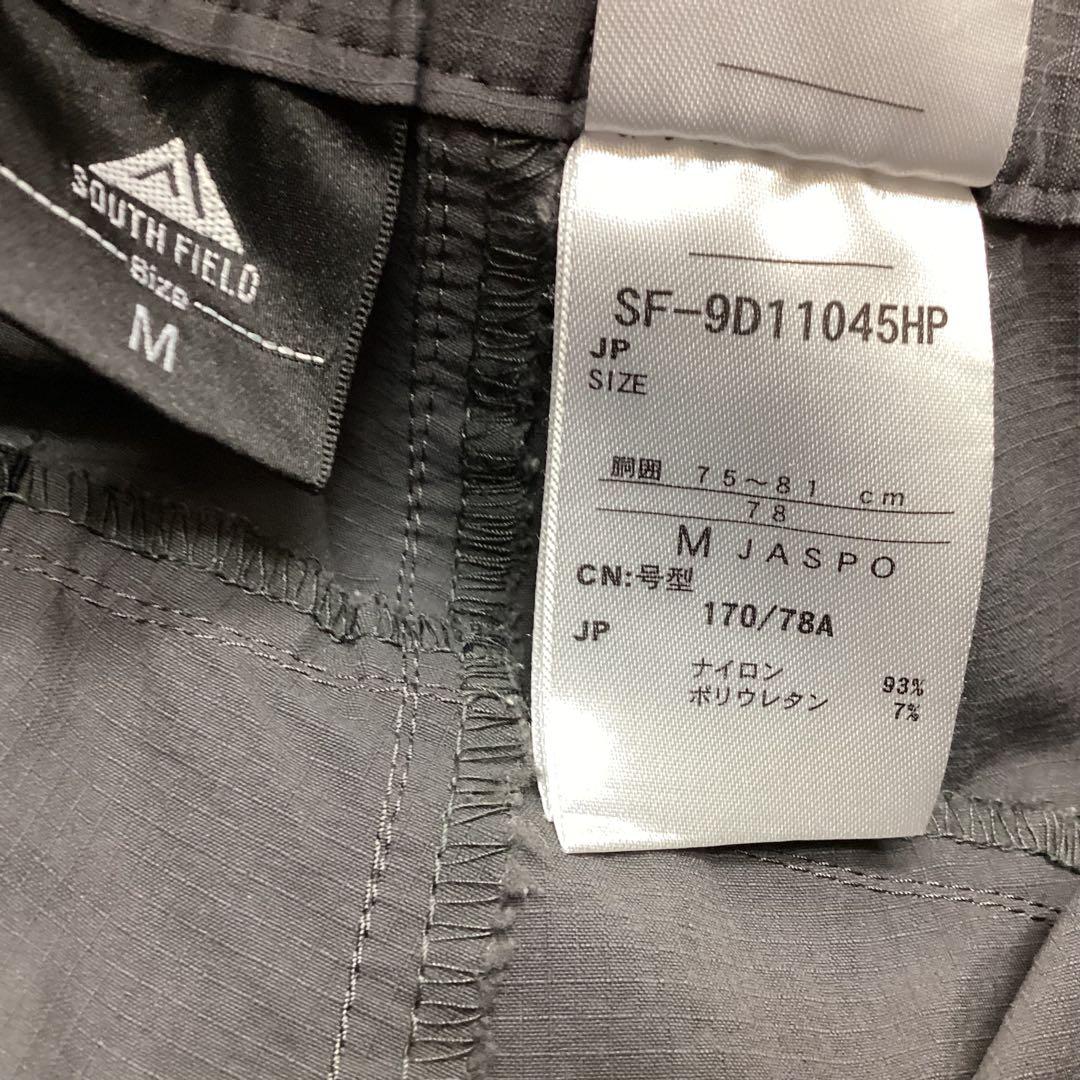 SOUTH FIELD
Size
M
SF-9D11045HP
JP
SIZE
胴囲 75~81 cm
78
M JASPO
CN:号型
170/78A
JP
ナイロン 93%
ポリウレタン 7%